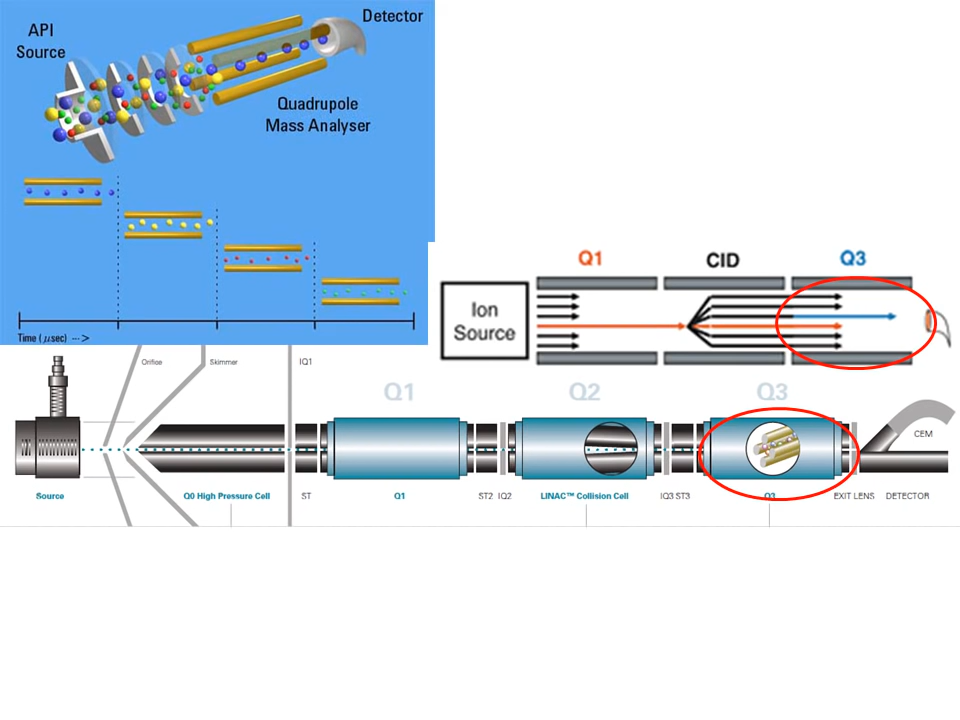 API
Source
Detector
Quadrupole
Mass Analyser
Time ( μsec) --->
Q1
CID
Q3
Ion
Source
Orifice
Skimmer
IQ1
Q1
Q2
Q3
CEM
Source
Q0 High Pressure Cell
ST
Q1
ST2 IQ2
LINAC™ Collision Cell
IQ3 ST3
Q3
EXIT LENS
DETECTOR